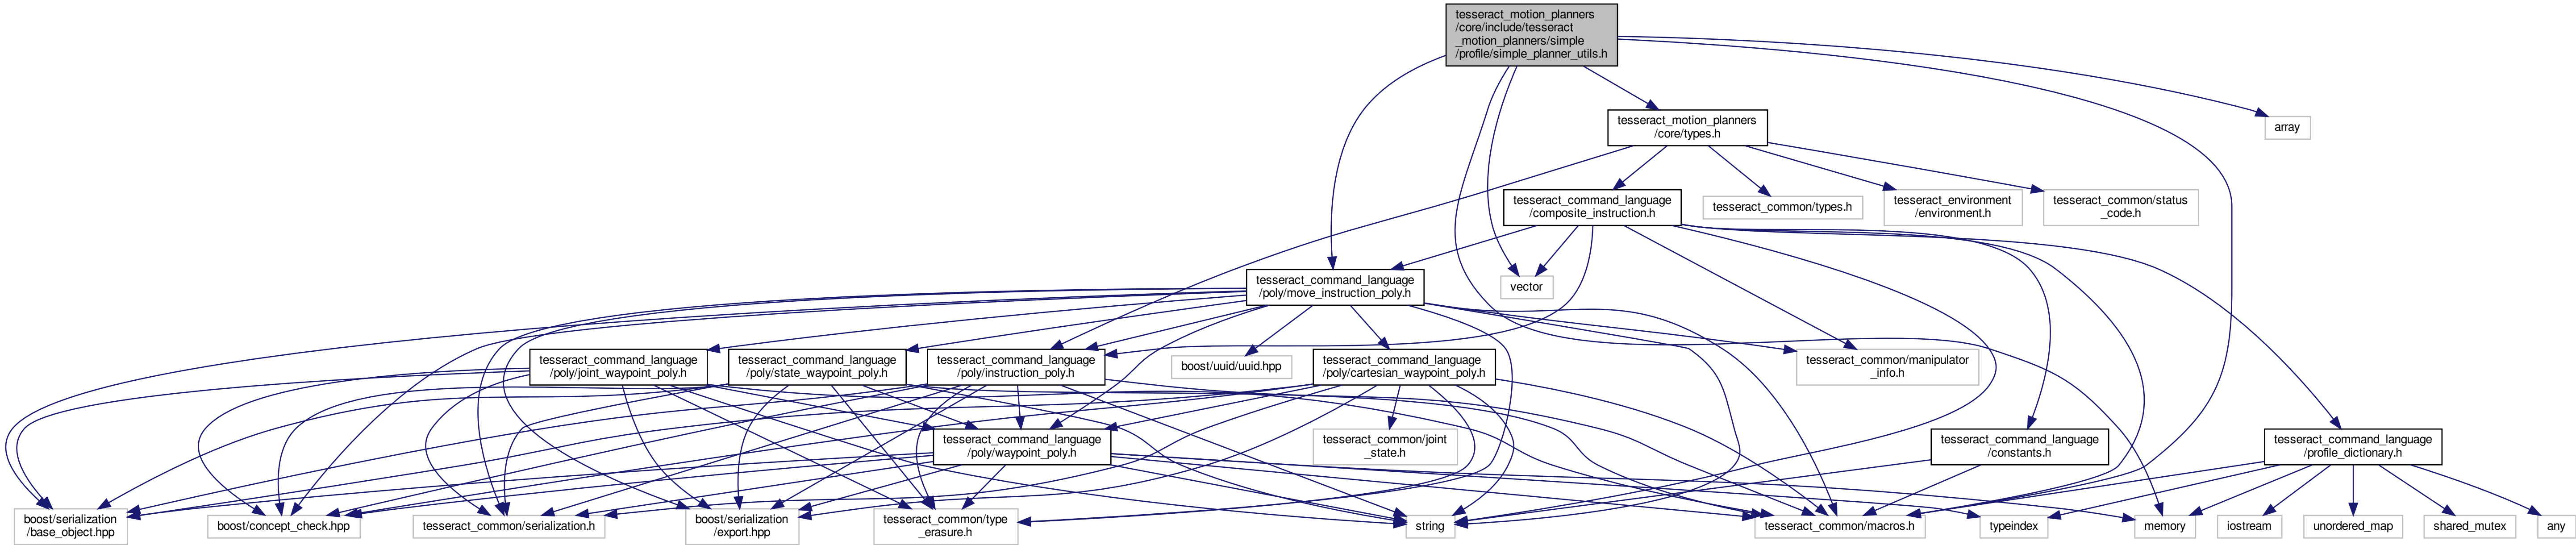 tesseract_motion_planners
/core/include/tesseract
_motion_planners/simple
/profile/simple_planner_utils.h
tesseract_motion_planners
/core/types.h
array
tesseract_command_language
/composite_instruction.h
tesseract_common/types.h
tesseract_environment
/environment.h
tesseract_common/status
_code.h
tesseract_command_language
/poly/move_instruction_poly.h
vector
tesseract_command_language
/poly/joint_waypoint_poly.h
tesseract_command_language
/poly/state_waypoint_poly.h
tesseract_command_language
/poly/instruction_poly.h
boost/uuid/uuid.hpp
tesseract_command_language
/poly/cartesian_waypoint_poly.h
tesseract_common/manipulator
_info.h
tesseract_command_language
/poly/waypoint_poly.h
tesseract_common/joint
_state.h
tesseract_command_language
/constants.h
tesseract_command_language
/profile_dictionary.h
boost/serialization
/base_object.hpp
boost/concept_check.hpp
tesseract_common/serialization.h
boost/serialization
/export.hpp
tesseract_common/type
_erasure.h
string
tesseract_common/macros.h
typeindex
memory
iostream
unordered_map
shared_mutex
any